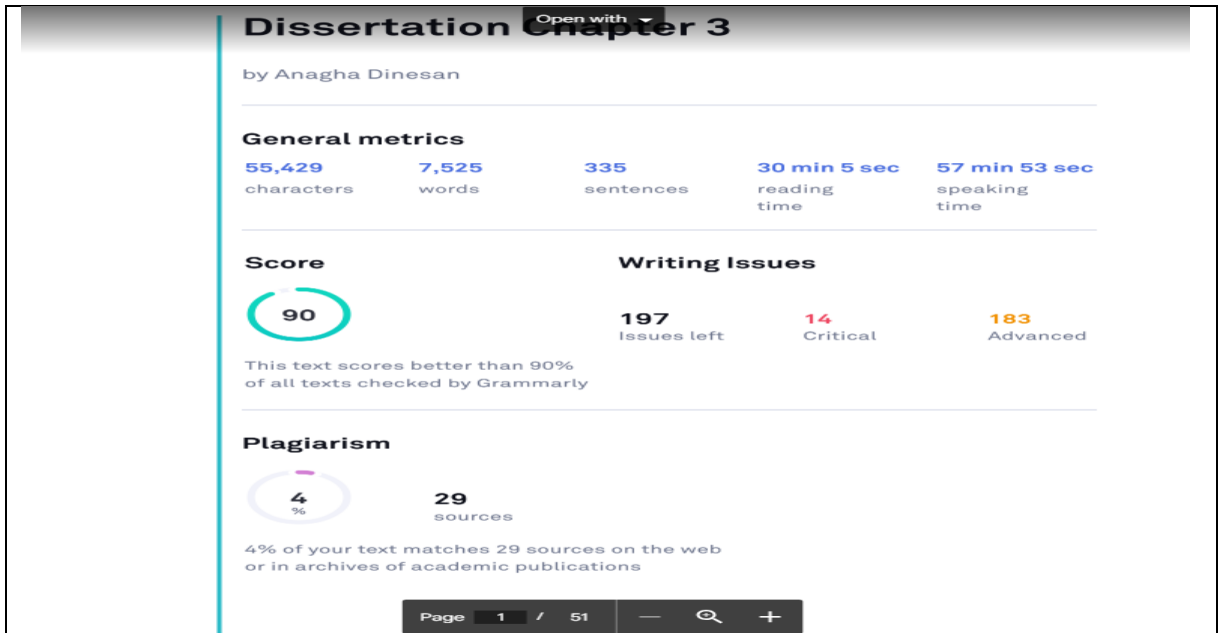 Open with
Dissertation Chapter 3
by Anagha Dinesan
General metrics
55,429 7,525 335 30 min 5 sec 57 min 53 sec
characters words sentences reading time speaking time
Score Writing Issues
90
197 14 183
Issues left Critical Advanced
This text scores better than 90%
of all texts checked by Grammarly
Plagiarism
4 29
% sources
4% of your text matches 29 sources on the web
or in archives of academic publications
Page 1 / 51